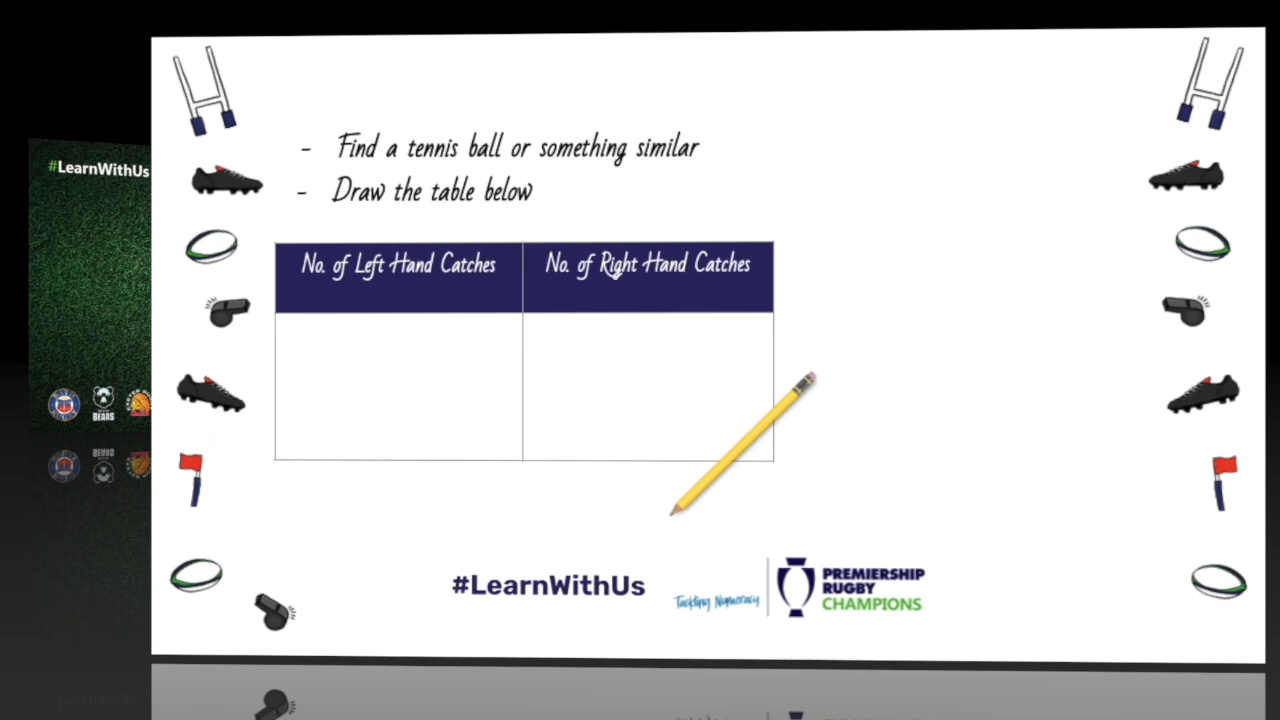 - Find a tennis ball or something similar
- Draw the table below
No. of Left Hand Catches
No. of Right Hand Catches
#LearnWithUs
#LearnWithUs
BEARS
Tackling Numeracy
PREMIERSHIP
RUGBY
CHAMPIONS